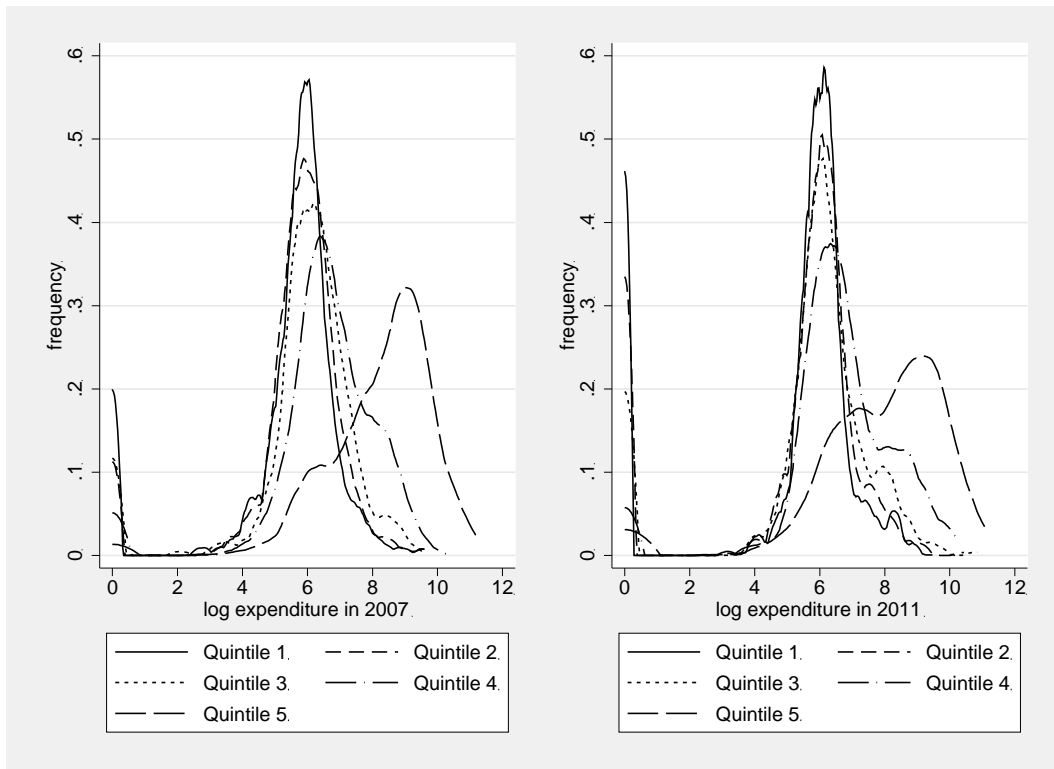 frequency.
.6.
.5.
.4.
.3.
.2.
.1.
0.
0 2 4 6 8 10 12.
log expenditure in 2007.
Quintile 1. Quintile 2.
Quintile 3. Quintile 4.
Quintile 5.
frequency.
.6.
.5.
.4.
.3.
.2.
.1.
0.
0 2 4 6 8 10 12.
log expenditure in 2011.
Quintile 1. Quintile 2.
Quintile 3. Quintile 4.
Quintile 5.